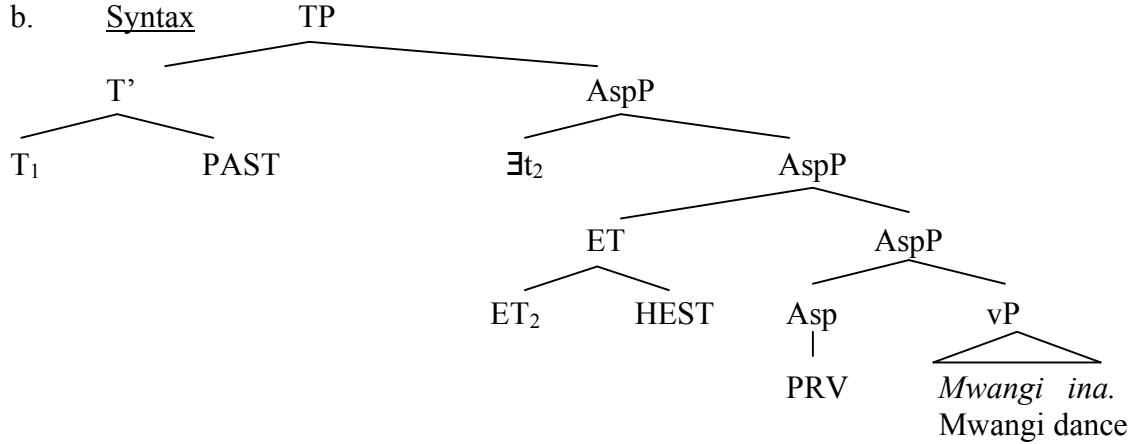 b. Syntax TP
T’ AspP
T₁ PAST ∃t₂ AspP
ET AspP
ET₂ HEST Asp vP
PRV Mwangi ina.
Mwangi dance